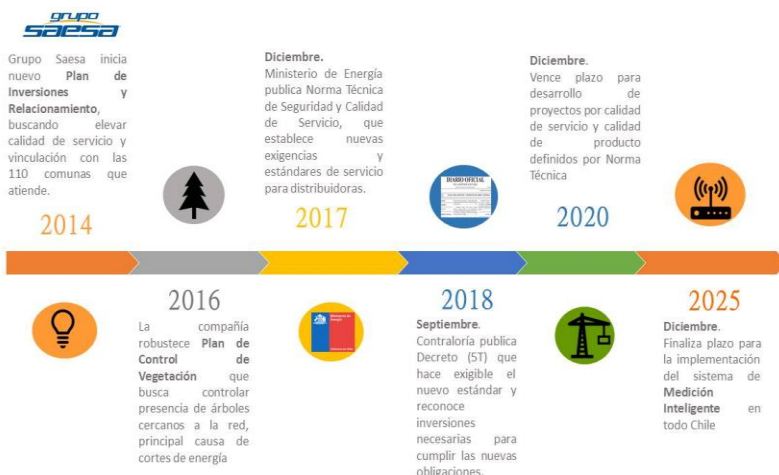 grupo
saesa
Grupo Saesa inicia
nuevo Plan de
Inversiones y
Relacionamiento,
buscando elevar
calidad de servicio y
vinculación con las
110 comunas que
atiende.
2014
2016
La compañía
robustece Plan de
Control de
Vegetación que
busca controlar
presencia de árboles
cercanos a la red,
principal causa de
cortes de energía
Diciembre.
Ministerio de Energía
publica Norma Técnica
de Seguridad y Calidad
de Servicio, que
establece nuevas
exigencias y
estándares de servicio
para distribuidoras.
2017
DIARIO OFICIAL
2018
Septiembre.
Contraloría publica
Decreto (5T) que
hace exigible el
nuevo estándar y
reconoce
inversiones
necesarias para
cumplir las nuevas
obligaciones.
Diciembre.
Vence plazo para
desarrollo de
proyectos por calidad
de servicio y calidad
de producto
definidos por Norma
Técnica
2020
2025
Diciembre.
Finaliza plazo para
la implementación
del sistema de
Medición
Inteligente en
todo Chile